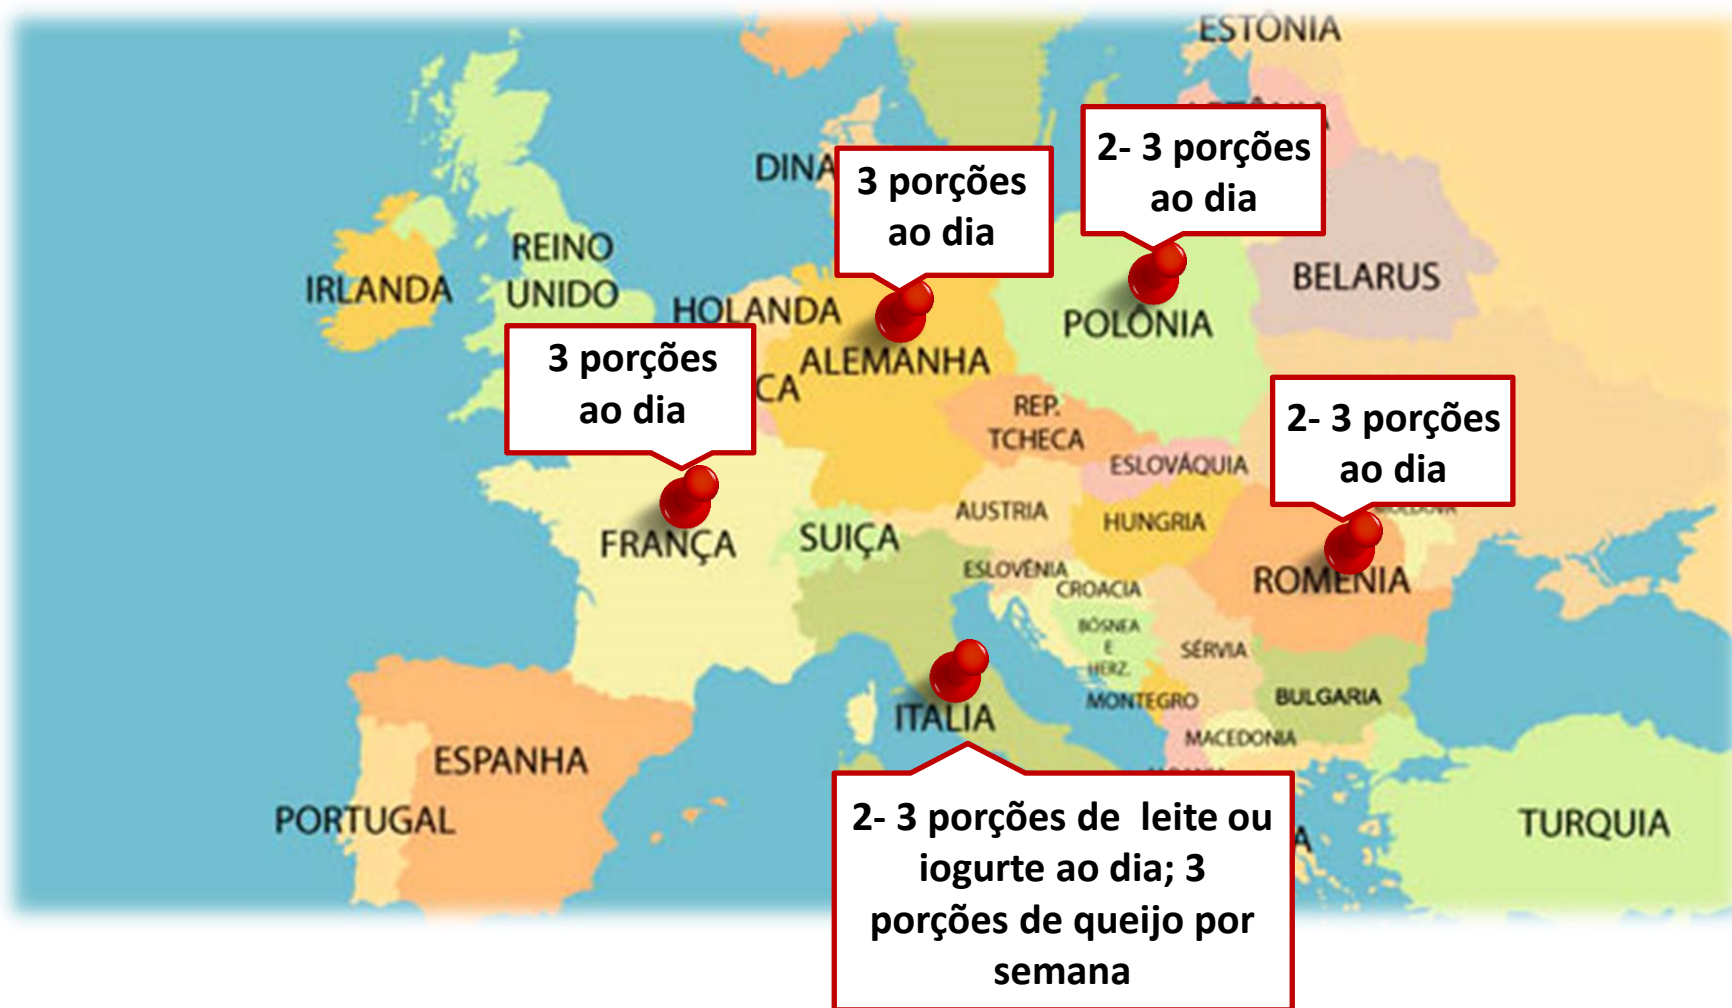 ESTÔNIA
2- 3 porções
ao dia
DINA
3 porções
ao dia
REINO
UNIDO
IRLANDA
BELARUS
HOLANDA
POLÔNIA
3 porções
ao dia
ALEMANHA
CA
REP.
TCHECA
2- 3 porções
ao dia
ESLOVÁQUIA
AUSTRIA
HUNGRIA
FRANÇA
SUIÇA
ESLOVÊNIA
CROACIA
ROMENIA
BÓSNEA
E
HERZ.
SÉRVIA
MONTEGRO
BULGARIA
ITALIA
MACEDONIA
ESPANHA
PORTUGAL
2- 3 porções de leite ou
iogurte ao dia; 3
porções de queijo por
semana
A
TURQUIA